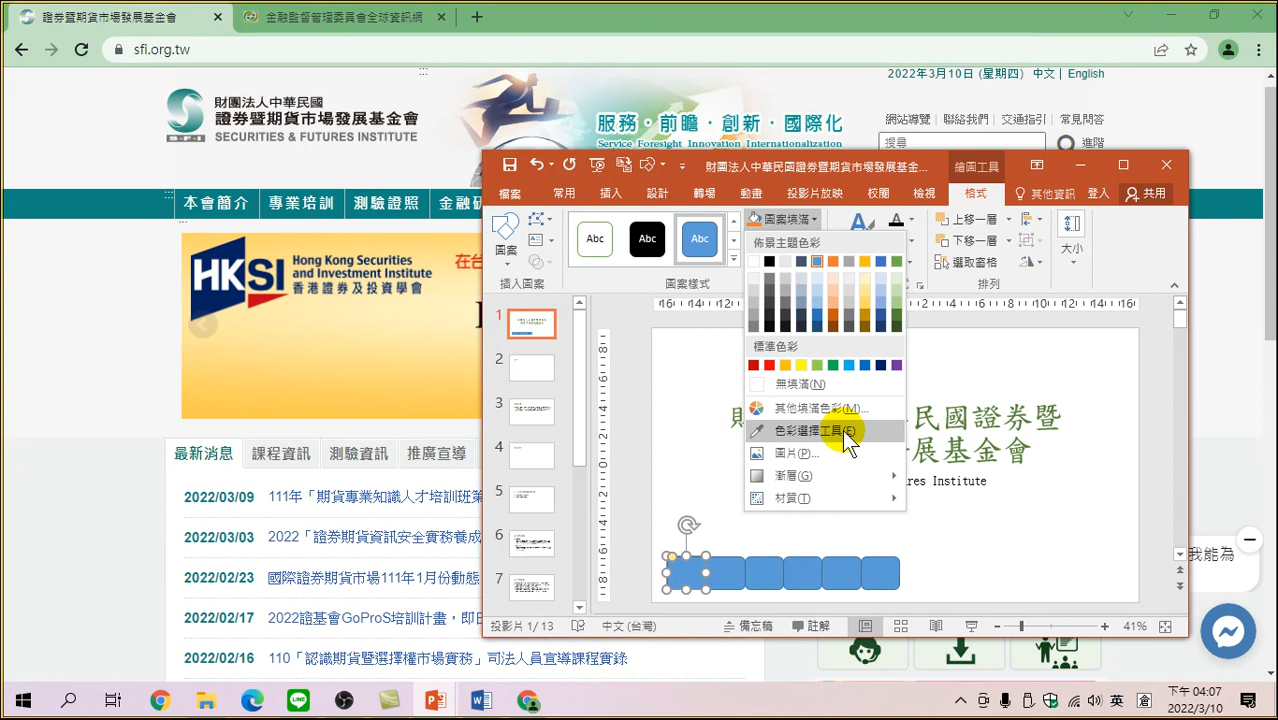 證券暨期貨市場發展基金會
金融監督管理委員會全球資訊網
sfi.org.tw
2022年3月10日 (星期四) 中文 | English
財團法人中華民國
證券暨期貨市場發展基金會
SECURITIES & FUTURES INSTITUTE
S·F·I
服務・前瞻・創新・國際化
Service Foresight Innovation Internationalization
網站導覽 聯絡我們 交通指引 常見問答
搜尋
進階
本會簡介 專業培訓 測驗證照 金融研
HKSI
Hong Kong Securities
and Investment Institute
香港證券及投資學會
在台
最新消息 課程資訊 測驗資訊 推廣宣導
2022/03/09 111年「期貨專業知識人才培訓班第
2022/03/03 2022「證券期貨資訊安全實務養成
2022/02/23 國際證券期貨市場111年1月份動態
2022/02/17 2022證基會GoProS培訓計畫，即日
2022/02/16 110「認識期貨暨選擇權市場實務」司法人員宣導課程實錄
我能為
財團法人中華民國證券暨期貨市場發展基金...
繪圖工具
檔案 常用 插入 設計 轉場 動畫 投影片放映 校閱 檢視 格式 其他資訊 登入 共用
圖案
插入圖案
Abc Abc Abc
圖案樣式
圖案填滿
佈景主題色彩
標準色彩
無填滿(N)
其他填滿色彩(M)...
色彩選擇工具(E)
圖片(P)...
漸層(G)
材質(T)
上移一層
下移一層
選取窗格
排列
大小
16 14 12
2 4 6 8 10 12 14 16
1
2
3
4
5
6
7
民國證券暨
展基金會
res Institute
投影片 1/13 中文 (台灣) 備忘稿 註解 41%
英
下午 04:07
2022/3/10